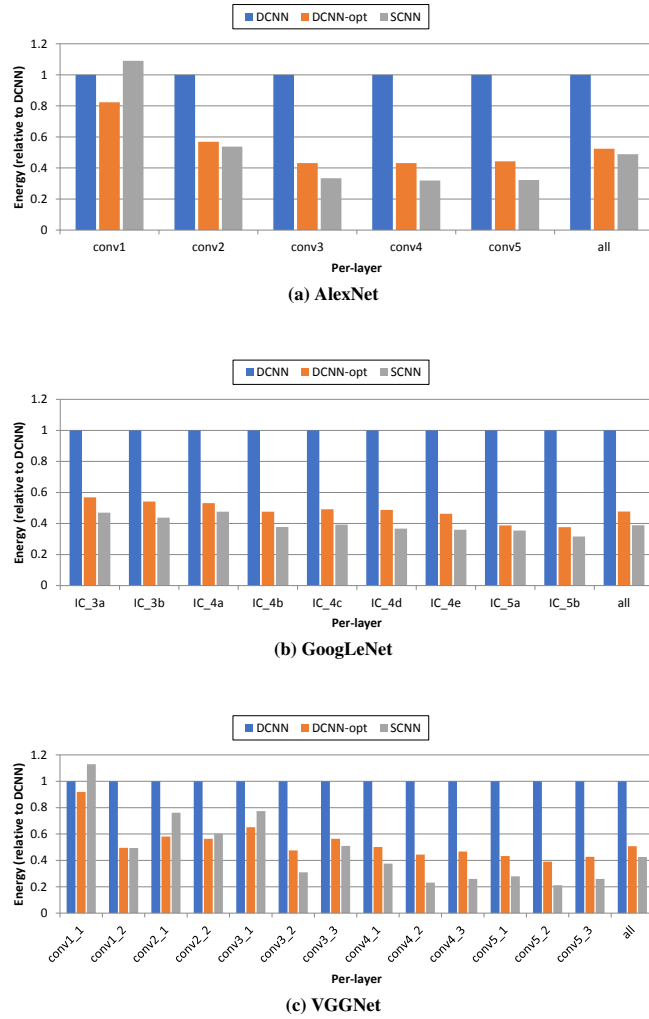 DCNN DCNN-opt SCNN
Energy (relative to DCNN)
1.2
1
0.8
0.6
0.4
0.2
0
conv1 conv2 conv3 conv4 conv5 all
Per-layer
(a) AlexNet
DCNN DCNN-opt SCNN
Energy (relative to DCNN)
1.2
1
0.8
0.6
0.4
0.2
0
IC_3a IC_3b IC_4a IC_4b IC_4c IC_4d IC_4e IC_5a IC_5b all
Per-layer
(b) GoogLeNet
DCNN DCNN-opt SCNN
Energy (relative to DCNN)
1.2
1
0.8
0.6
0.4
0.2
0
conv1_1 conv1_2 conv2_1 conv2_2 conv3_1 conv3_2 conv3_3 conv4_1 conv4_2 conv4_3 conv5_1 conv5_2 conv5_3 all
Per-layer
(c) VGGNet